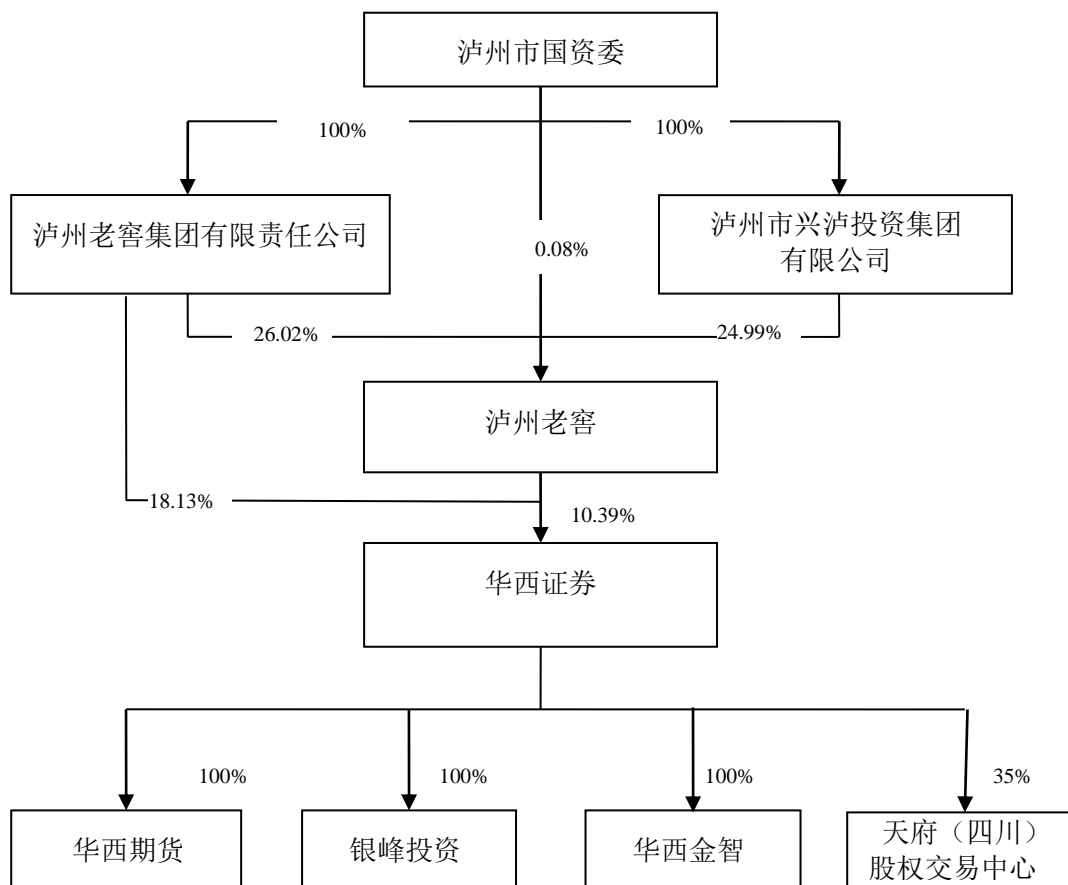 泸州市国资委
100%
100%
泸州老窖集团有限责任公司
0.08%
泸州市兴泸投资集团
有限公司
26.02%
24.99%
泸州老窖
18.13%
10.39%
华西证券
100%
100%
100%
35%
华西期货
银峰投资
华西金智
天府（四川）
股权交易中心